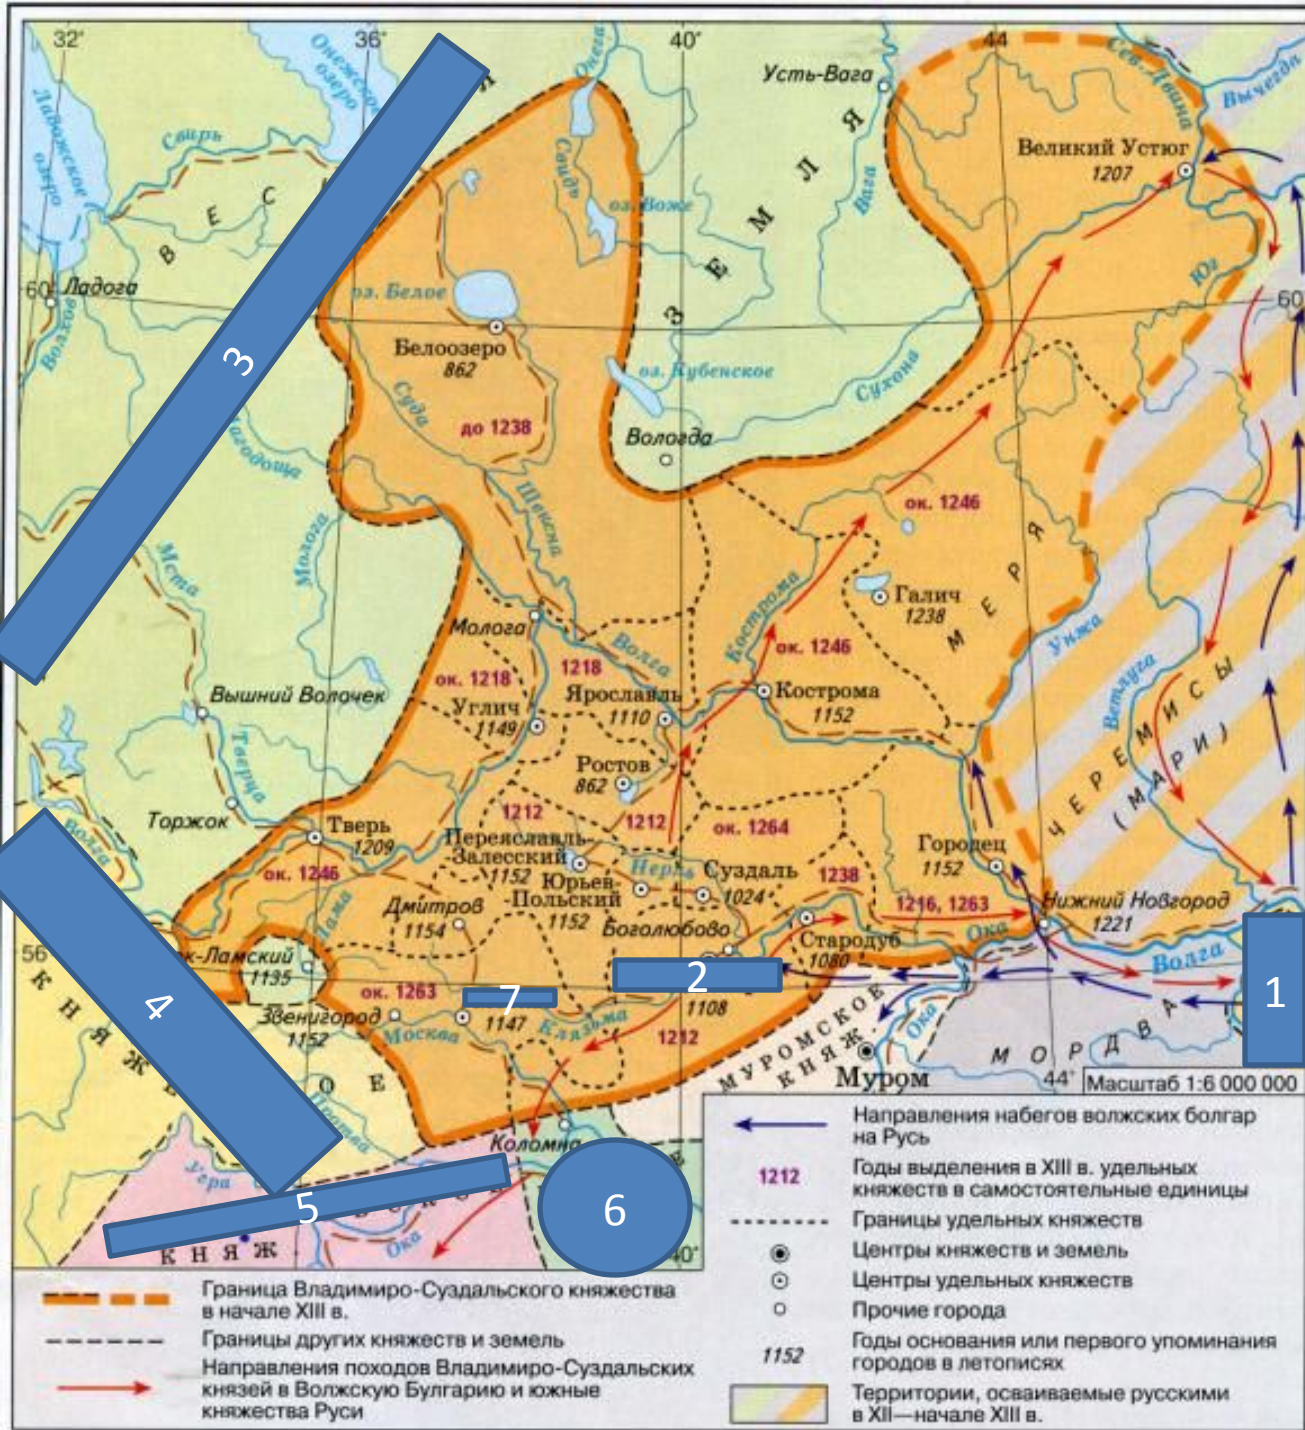 32°
36°
40°
44
Онежское
озеро
Онега
Сев. Двина
Вычегда
Усть-Вага
Ладожское
озеро
Свирь
Я
Свидь
Вага
Великий Устюг
1207
В Е С
оз. Воже
З Е М Л Я
60
Ладога
Волхов
оз. Белое
Юг
60
3
Белоозеро
862
оз. Кубенское
Сухона
Суда
до 1238
Вологда
Шексна
ок. 1246
Мста
Молога
М Е Р Я
Кострома
Галич
1238
Молога
Волга
Унжа
ок. 1246
ок. 1218
1218
Ветлуга
Вышний Волочек
Углич
1149
Ярославль
1110
Кострома
1152
Ч Е Р Е М И С Ы
( М А Р И )
Тверца
Ростов
862
Торжок
1212
1212
ок. 1264
Волга
Тверь
1209
Переяславль-
Залесский
1152
Нерль
Городец
1152
ок. 1246
Юрьев-
Польский
1152
Суздаль
1024
1238
1216, 1263
Нижний Новгород
1221
Лама
Дмитров
1154
Боголюбово
Стародуб
1080
Ока
56
к-Ламский
1135
Волга
2
1
4
ок. 1263
7
Звенигород
1152
1147
Клязьма
1108
Москва
1212
МУРОМСКОЕ
КНЯЖ.
Ока
М О Р Д В А
К Н Я Ж
О Е
Муром
44°
Масштаб 1:6 000 000
Протва
Коломна
Угра
5
6
Ока
К Н Я Ж
40°
Направления набегов волжских болгар
на Русь
1212
Годы выделения в XIII в. удельных
княжеств в самостоятельные единицы
Границы удельных княжеств
Центры княжеств и земель
Центры удельных княжеств
Прочие города
1152
Годы основания или первого упоминания
городов в летописях
Территории, осваиваемые русскими
в XII—начале XIII в.
Граница Владимиро-Суздальского княжества
в начале XIII в.
Границы других княжеств и земель
Направления походов Владимиро-Суздальских
князей в Волжскую Булгарию и южные
княжества Руси